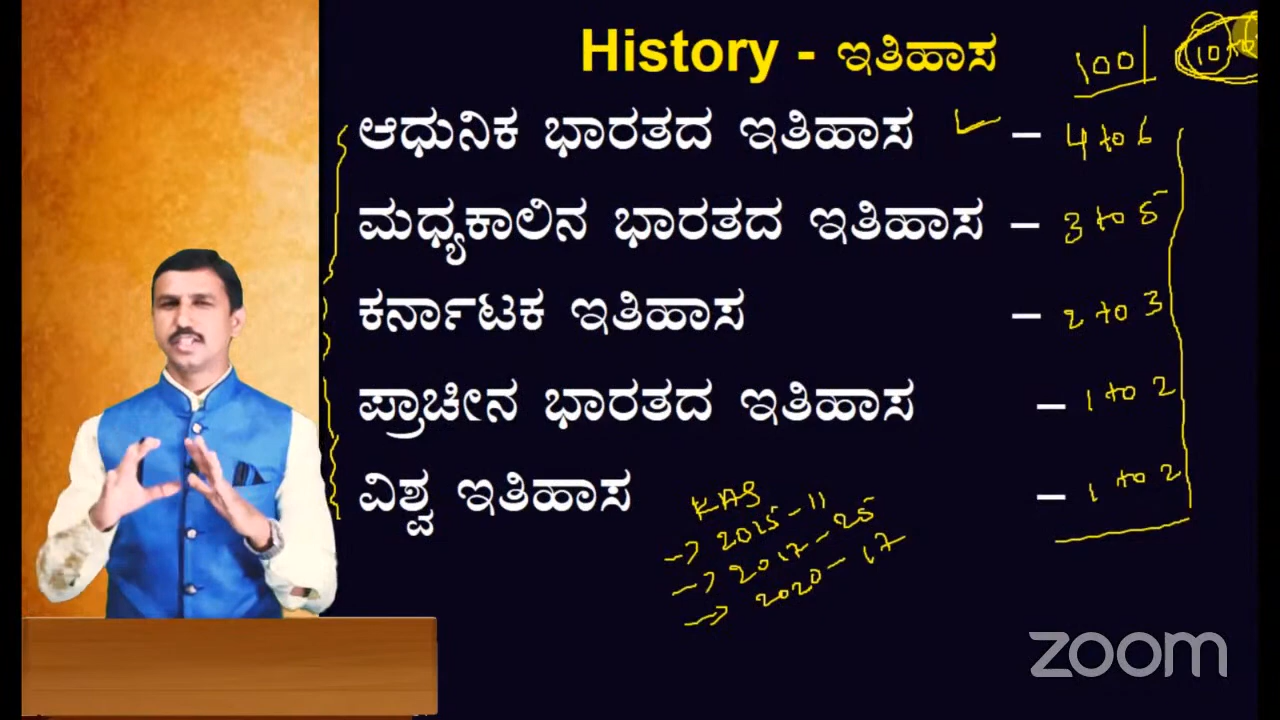 History - ಇತಿಹಾಸ
100
10
ಆಧುನಿಕ ಭಾರತದ ಇತಿಹಾಸ – 4 to 6
ಮಧ್ಯಕಾಲಿನ ಭಾರತದ ಇತಿಹಾಸ – 3 to 5
ಕರ್ನಾಟಕ ಇತಿಹಾಸ – 2 to 3
ಪ್ರಾಚೀನ ಭಾರತದ ಇತಿಹಾಸ – 1 to 2
ವಿಶ್ವ ಇತಿಹಾಸ – 1 to 2
KAS
→ 2015 - 11
→ 2017 - 25
→ 2020 - 17
zoom